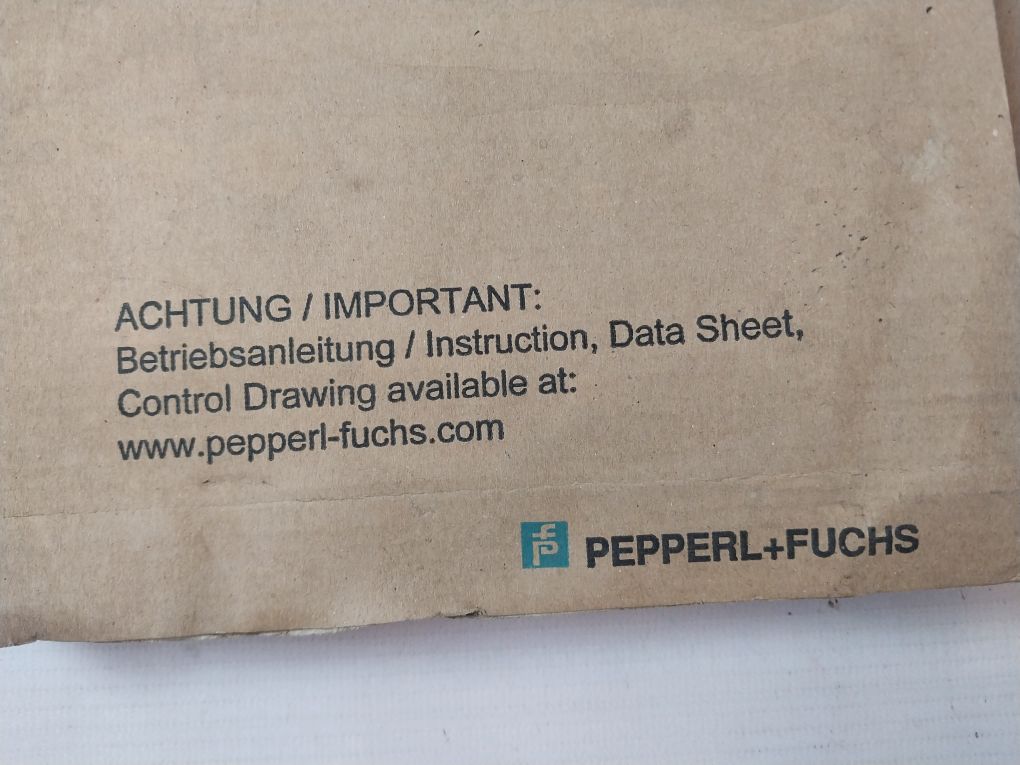 ACHTUNG / IMPORTANT:
Betriebsanleitung / Instruction, Data Sheet,
Control Drawing available at:
www.pepperl-fuchs.com
PEPPERL+FUCHS